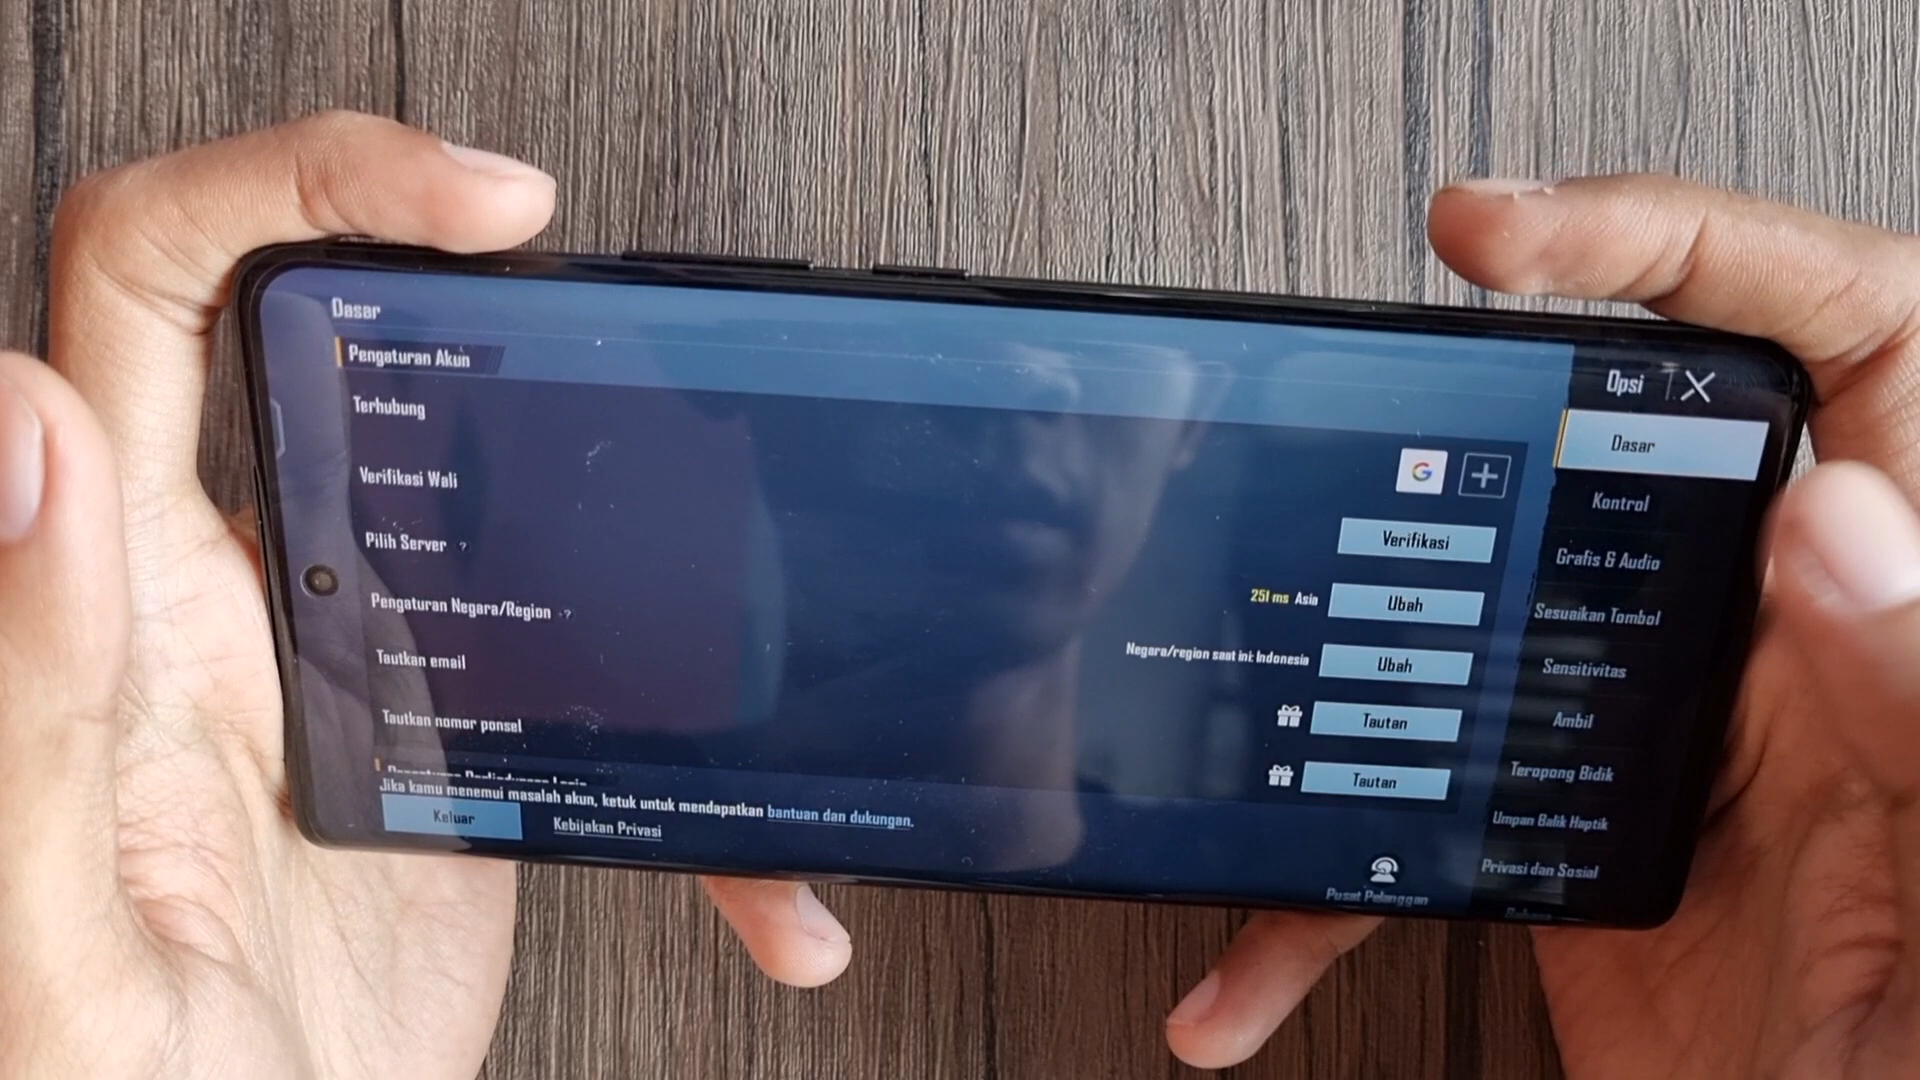 Dasar
Pengaturan Akun
Terhubung
G
Verifikasi Wali
Verifikasi
Pilih Server ?
251 ms Asia
Ubah
Pengaturan Negara/Region ?
Negara/region saat ini: Indonesia
Ubah
Tautkan email
Tautan
Tautkan nomor ponsel
Tautan
Jika kamu menemui masalah akun, ketuk untuk mendapatkan bantuan dan dukungan.
Keluar
Kebijakan Privasi
Pusat Pelanggan
Opsi
Dasar
Kontrol
Grafis & Audio
Sesuaikan Tombol
Sensitivitas
Ambil
Teropong Bidik
Umpan Balik Haptik
Privasi dan Sosial